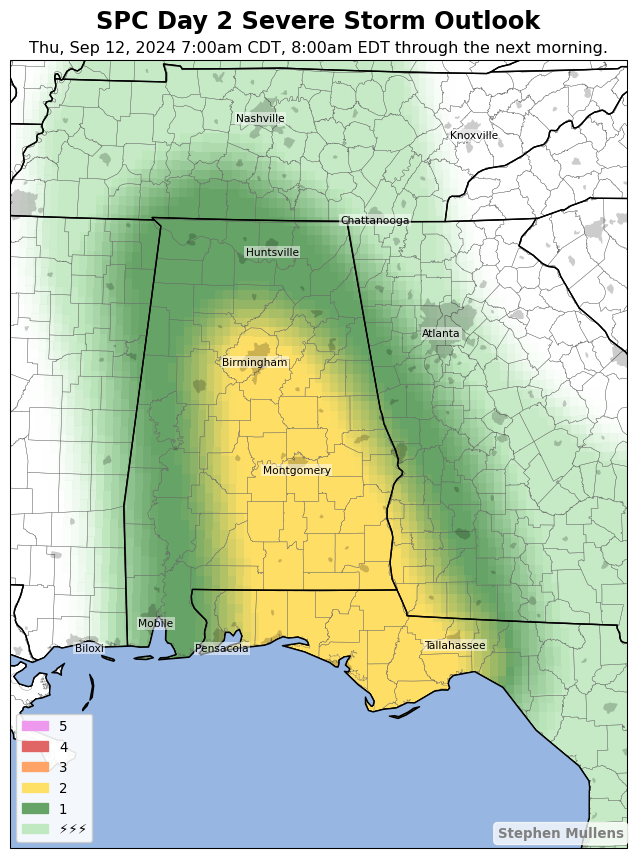 SPC Day 2 Severe Storm Outlook
Thu, Sep 12, 2024 7:00am CDT, 8:00am EDT through the next morning.
Nashville
Knoxville
Chattanooga
Huntsville
Atlanta
Birmingham
Montgomery
Mobile
Biloxi
Pensacola
Tallahassee
5
4
3
2
1
⚡⚡⚡
Stephen Mullens